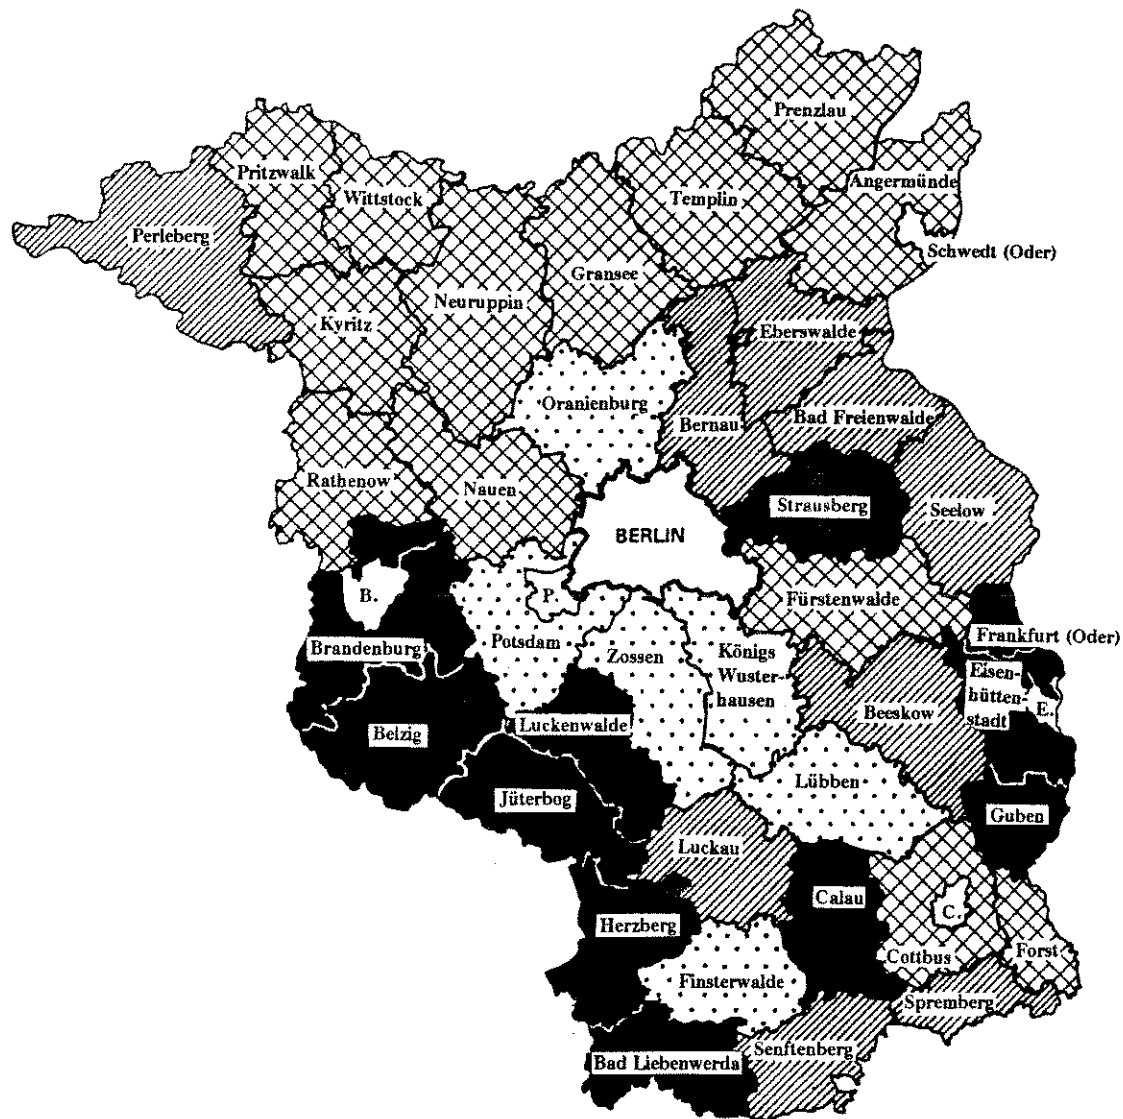 Prenzlau
Pritzwalk
Wittstock
Templin
Angermünde
Perleberg
Schwedt (Oder)
Gransee
Neuruppin
Kyritz
Eberswalde
Oranienburg
Bernau
Bad Freienwalde
Rathenow
Nauen
Strausberg
Seelow
BERLIN
B.
P.
Fürstenwalde
Frankfurt (Oder)
Brandenburg
Potsdam
Zossen
Königs
Wuster-
hausen
Eisen-
hütten-
stadt
E.
Beeskow
Luckenwalde
Belzig
Lübben
Jüterbog
Guben
Luckau
Calau
C.
Herzberg
Cottbus
Forst
Finsterwalde
Spremberg
Senftenberg
Bad Liebenwerda